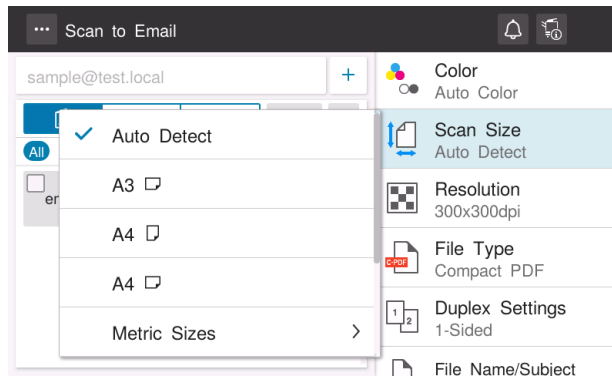 Scan to Email
sample@test.local
+
All
Auto Detect
A3
A4
A4
Metric Sizes
Color
Auto Color
Scan Size
Auto Detect
Resolution
300x300dpi
File Type
C-PDF
Compact PDF
Duplex Settings
1 2
1-Sided
File Name/Subject